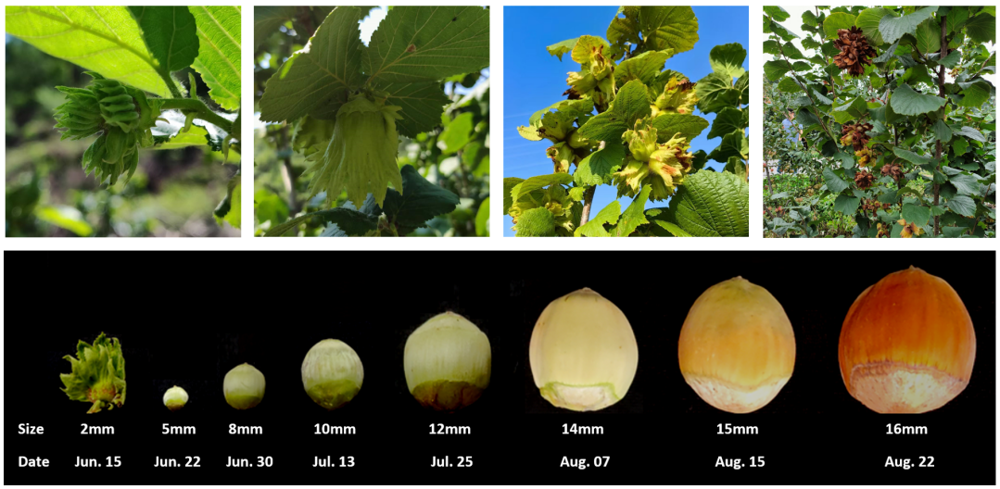 Size 2mm 5mm 8mm 10mm 12mm 14mm 15mm 16mm
Date Jun. 15 Jun. 22 Jun. 30 Jul. 13 Jul. 25 Aug. 07 Aug. 15 Aug. 22